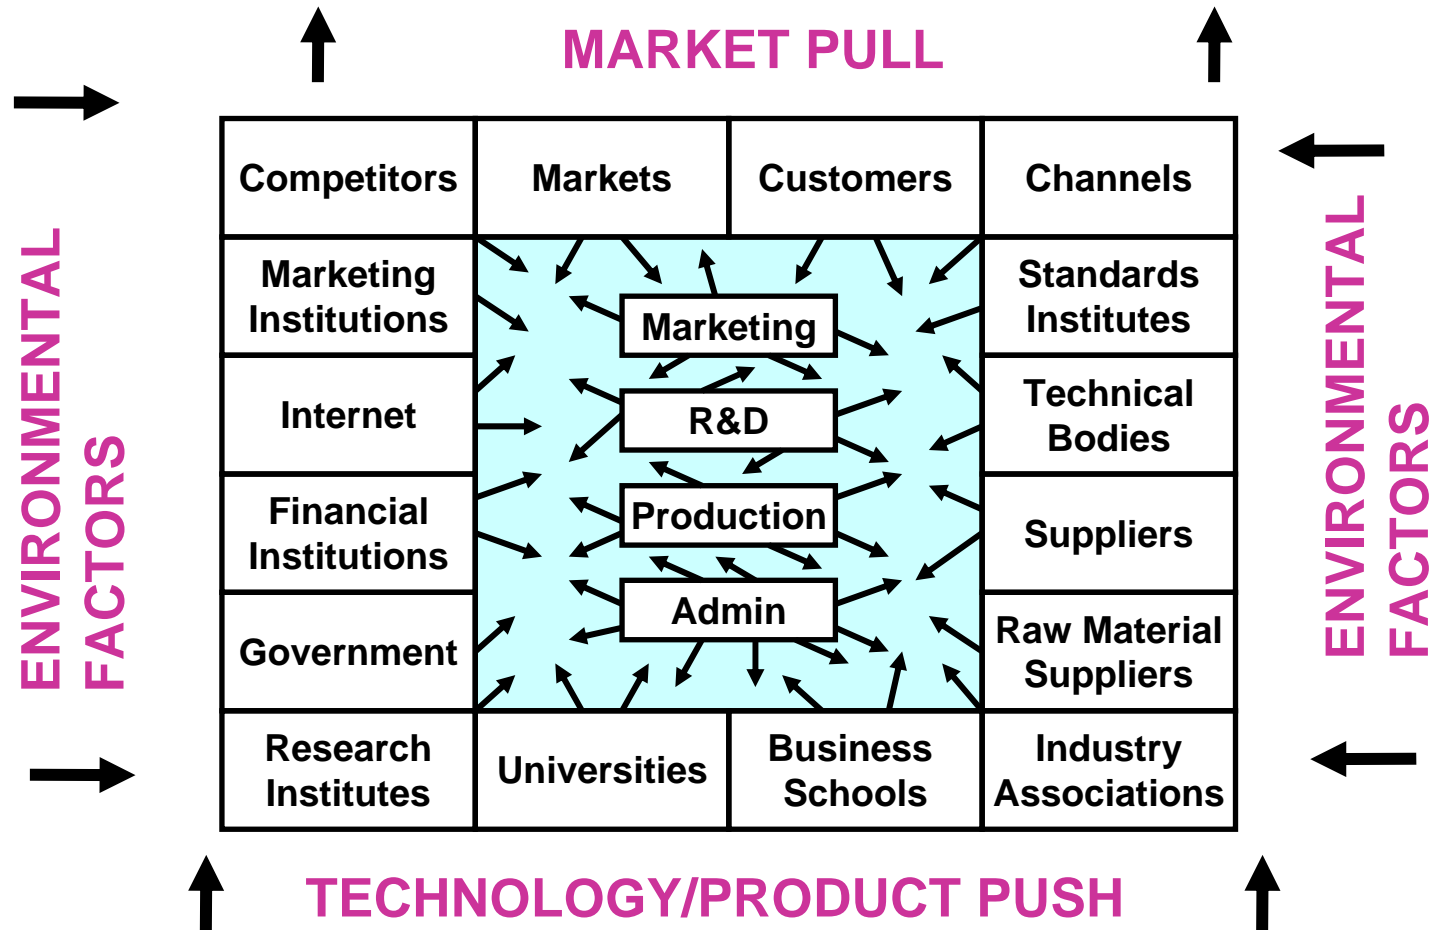 MARKET PULL
ENVIRONMENTAL
FACTORS
Competitors
Markets
Customers
Channels
Marketing
Institutions
Internet
Financial
Institutions
Government
Marketing
R&D
Production
Admin
Standards
Institutes
Technical
Bodies
Suppliers
Raw Material
Suppliers
Research
Institutes
Universities
Business
Schools
Industry
Associations
ENVIRONMENTAL
FACTORS
TECHNOLOGY/PRODUCT PUSH